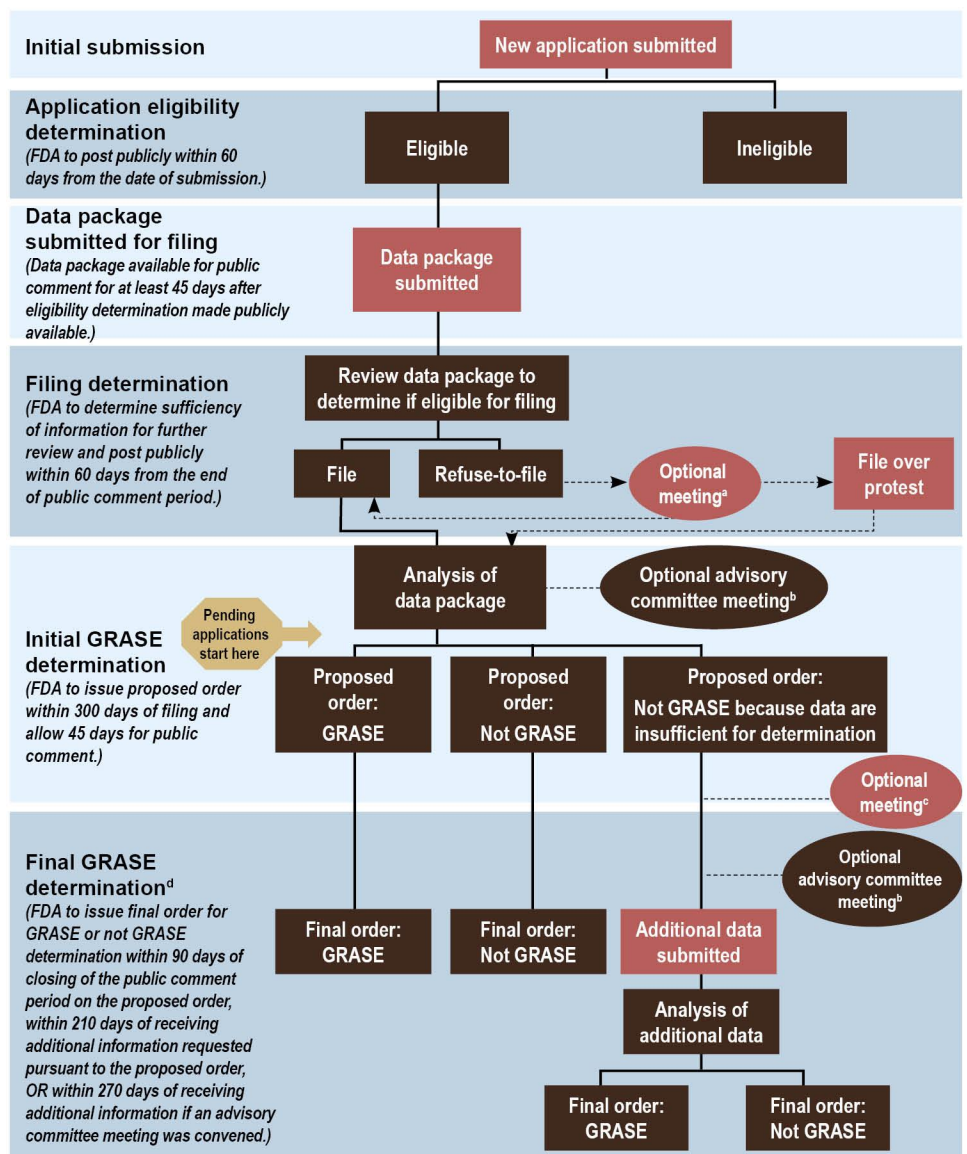 Initial submission
New application submitted
Application eligibility
determination
(FDA to post publicly within 60
days from the date of submission.)
Eligible
Ineligible
Data package
submitted for filing
(Data package available for public
comment for at least 45 days after
eligibility determination made publicly
available.)
Data package
submitted
Filing determination
(FDA to determine sufficiency
of information for further
review and post publicly
within 60 days from the end
of public comment period.)
Review data package to
determine if eligible for filing
File
Refuse-to-file
Optional
meetingᵃ
File over
protest
Analysis of
data package
Optional advisory
committee meetingᵇ
Pending
applications
start here
Initial GRASE
determination
(FDA to issue proposed order
within 300 days of filing and
allow 45 days for public
comment.)
Proposed
order:
GRASE
Proposed
order:
Not GRASE
Proposed order:
Not GRASE because data are
insufficient for determination
Optional
meetingᶜ
Optional
advisory committee
meetingᵇ
Final GRASE
determinationᵈ
(FDA to issue final order for
GRASE or not GRASE
determination within 90 days of
closing of the public comment
period on the proposed order,
within 210 days of receiving
additional information requested
pursuant to the proposed order,
OR within 270 days of receiving
additional information if an advisory
committee meeting was convened.)
Final order:
GRASE
Final order:
Not GRASE
Additional data
submitted
Analysis of
additional data
Final order:
GRASE
Final order:
Not GRASE